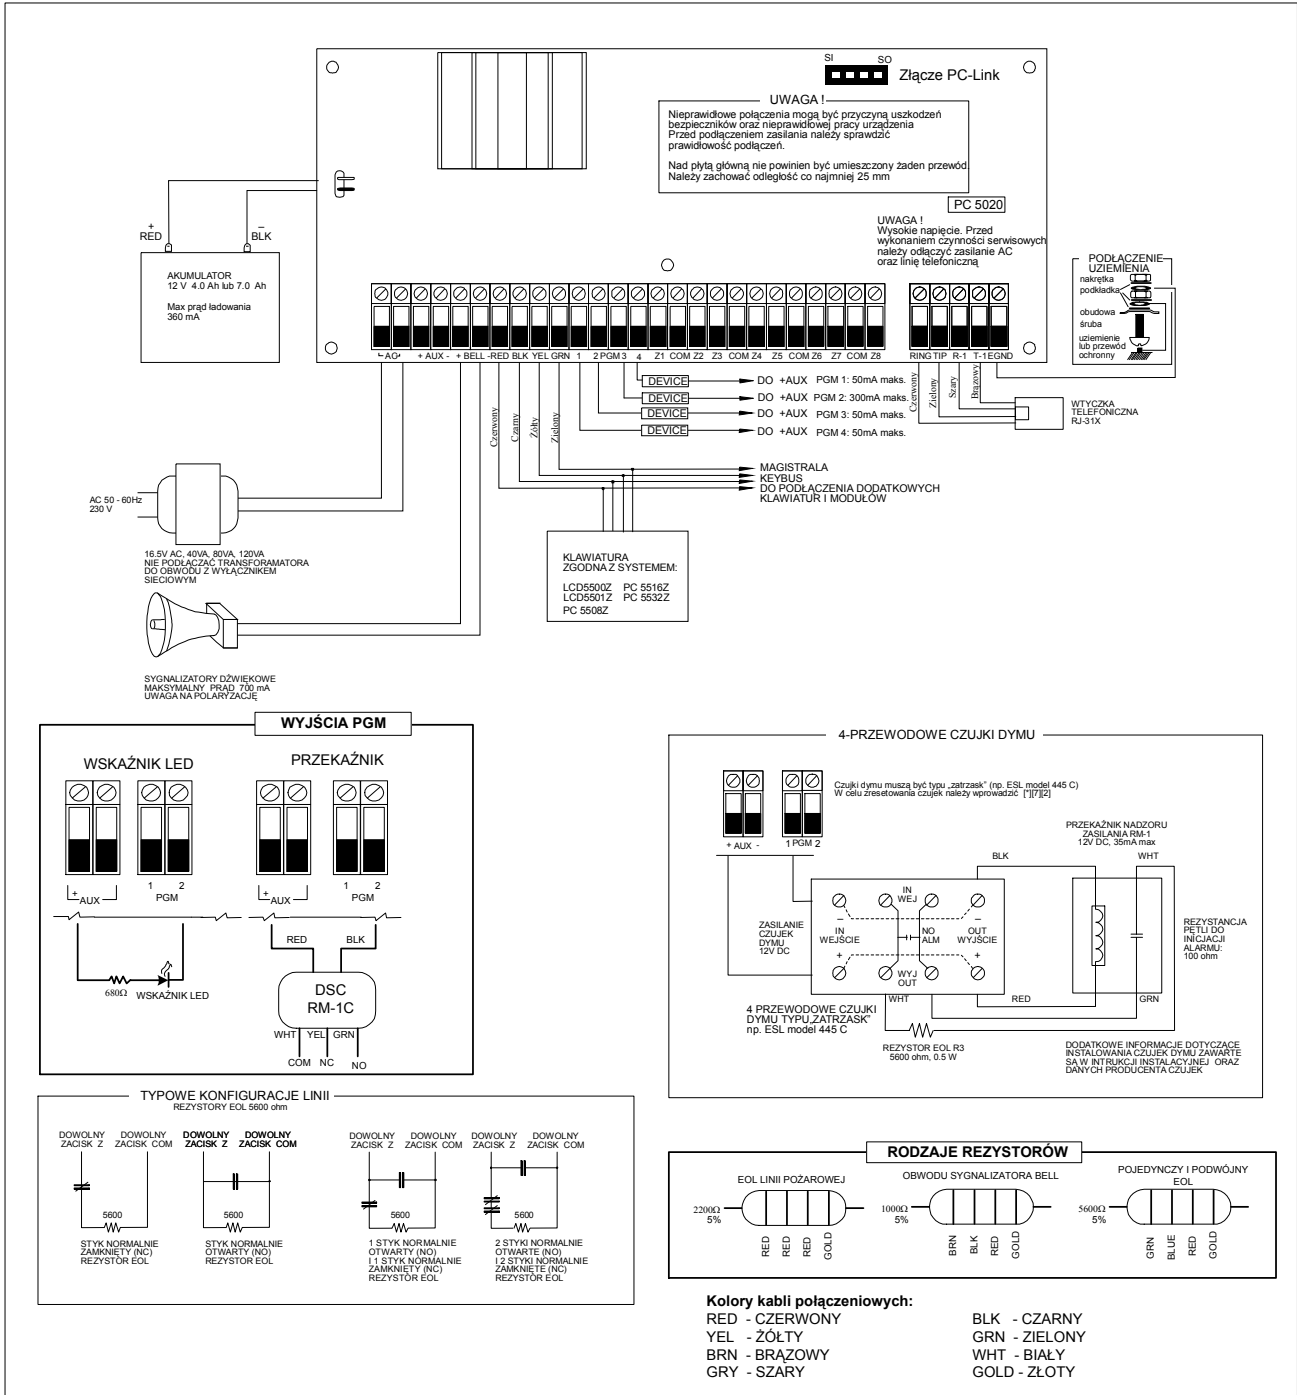 SI SO
Złącze PC-Link
UWAGA !
Nieprawidłowe połączenia mogą być przyczyną uszkodzeń
bezpieczników oraz nieprawidłowej pracy urządzenia
Przed podłączeniem zasilania należy sprawdzić
prawidłowość podłączeń.
Nad płytą główną nie powinien być umieszczony żaden przewód.
Należy zachować odległość co najmniej 25 mm
PC 5020
UWAGA !
Wysokie napięcie. Przed
wykonaniem czynności serwisowych
należy odłączyć zasilanie AC
oraz linię telefoniczną
+ –
RED BLK
AKUMULATOR
12 V 4.0 Ah lub 7.0 Ah
Max prąd ładowania
360 mA
PODŁĄCZENIE
UZIEMIENIA
nakrętka
podkładka
obudowa
śruba
uziemienie
lub przewód
ochronny
AC + AUX - + BELL - RED BLK YEL GRN 1 2 PGM 3 4 Z1 COM Z2 Z3 COM Z4 Z5 COM Z6 Z7 COM Z8 RING TIP R-1 T-1 EGND
Czerwony Czarny Żółty Zielony
Czerwony Zielony Szary Brązowy
DEVICE DO +AUX PGM 1: 50mA maks.
DEVICE DO +AUX PGM 2: 300mA maks.
DEVICE DO +AUX PGM 3: 50mA maks.
DEVICE DO +AUX PGM 4: 50mA maks.
WTYCZKA
TELEFONICZNA
RJ-31X
MAGISTRALA
KEYBUS
DO PODŁĄCZENIA DODATKOWYCH
KLAWIATUR I MODUŁÓW
AC 50 - 60Hz
230 V
16.5V AC, 40VA, 80VA, 120VA
NIE PODŁĄCZAĆ TRANSFORAMATORA
DO OBWODU Z WYŁĄCZNIKEM
SIECIOWYM
KLAWIATURA
ZGODNA Z SYSTEMEM:
LCD5500Z PC 5516Z
LCD5501Z PC 5532Z
PC 5508Z
SYGNALIZATORY DŹWIĘKOWE
MAKSYMALNY PRĄD 700 mA
UWAGA NA POLARYZACJĘ
WYJŚCIA PGM
WSKAŹNIK LED PRZEKAŹNIK
+ AUX 1 2 PGM + AUX 1 2 PGM
RED BLK
680Ω WSKAŹNIK LED
DSC
RM-1C
WHT YEL GRN
COM NC NO
4-PRZEWODOWE CZUJKI DYMU
Czujki dymu muszą być typu „zatrzask” (np. ESL model 445 C)
W celu zresetowania czujek należy wprowadzić [*][7][2]
+ AUX - 1 PGM 2
PRZEKAŹNIK NADZORU
ZASILANIA RM-1
12V DC, 35mA max
BLK WHT
ZASILANIE
CZUJEK
DYMU
12V DC
IN
WEJ
– –
IN
WEJŚCIE
NO
ALM
OUT
WYJŚCIE
+ +
WYJ
OUT
REZYSTANCJA
PĘTLI DO
INICJACJI
ALARMU:
100 ohm
WHT RED GRN
4 PRZEWODOWE CZUJKI
DYMU TYPU„ZATRZASK”
np. ESL model 445 C
REZYSTOR EOL R3
5600 ohm, 0.5 W
DODATKOWE INFORMACJE DOTYCZĄCE
INSTALOWANIA CZUJEK DYMU ZAWARTE
SĄ W INTRUKCJI INSTALACYJNEJ ORAZ
DANYCH PRODUCENTA CZUJEK
TYPOWE KONFIGURACJE LINII
REZYSTORY EOL 5600 ohm
DOWOLNY DOWOLNY DOWOLNY DOWOLNY DOWOLNY DOWOLNY DOWOLNY DOWOLNY
ZACISK Z ZACISK COM ZACISK Z ZACISK COM ZACISK Z ZACISK COM ZACISK Z ZACISK COM
5600 5600 5600 5600
STYK NORMALNIE
ZAMKNIĘTY (NC)
REZYSTOR EOL
STYK NORMALNIE
OTWARTY (NO)
REZYSTOR EOL
1 STYK NORMALNIE
OTWARTY (NO)
I 1 STYK NORMALNIE
ZAMKNIĘTY (NC)
REZYSTÓR EOL
2 STYKI NORMALNIE
OTWARTE (NO)
I 2 STYKI NORMALNIE
ZAMKNIĘTE (NC)
REZYSTÓR EOL
RODZAJE REZYSTORÓW
EOL LINII POŻAROWEJ
2200Ω
5%
RED RED RED GOLD
OBWODU SYGNALIZATORA BELL
1000Ω
5%
BRN BLK RED GOLD
POJEDYNCZY I PODWÓJNY
EOL
5600Ω
5%
GRN BLUE RED GOLD
Kolory kabli połączeniowych:
RED - CZERWONY BLK - CZARNY
YEL - ŻÓŁTY GRN - ZIELONY
BRN - BRĄZOWY WHT - BIAŁY
GRY - SZARY GOLD - ZŁOTY